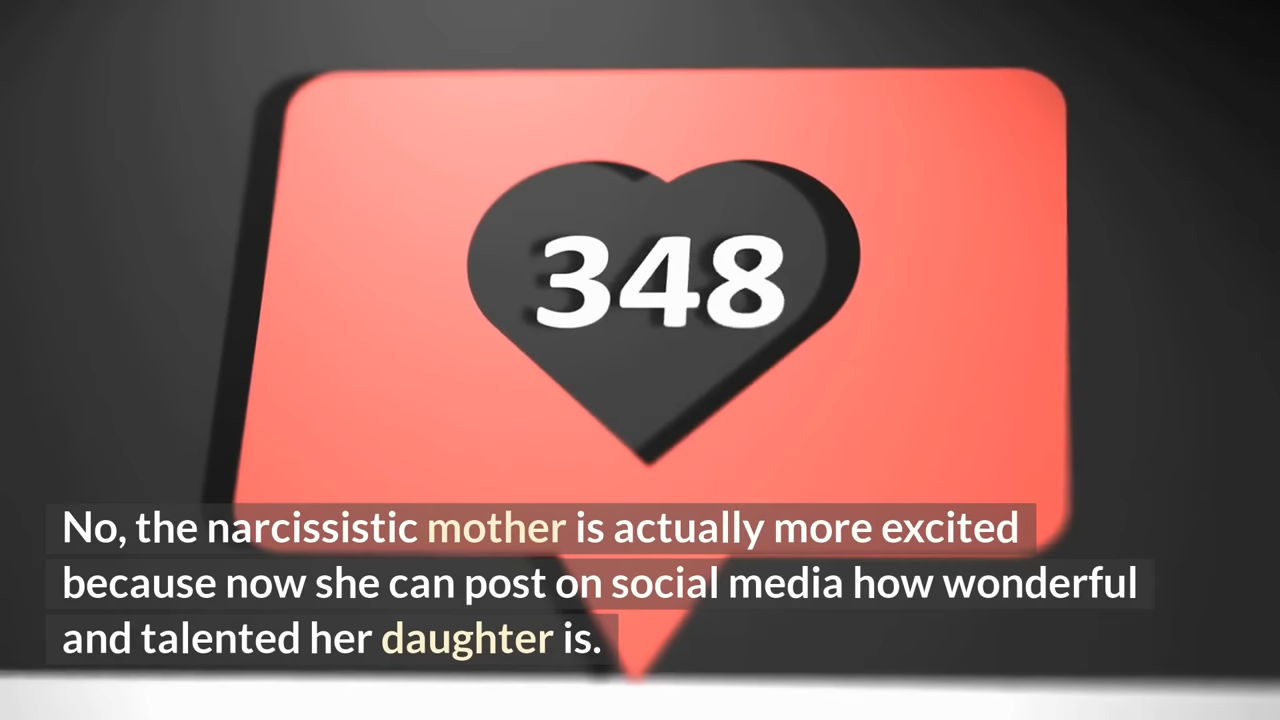 348
No, the narcissistic mother is actually more excited
because now she can post on social media how wonderful
and talented her daughter is.